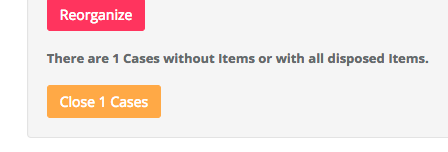 Reorganize
There are 1 Cases without Items or with all disposed Items.
Close 1 Cases